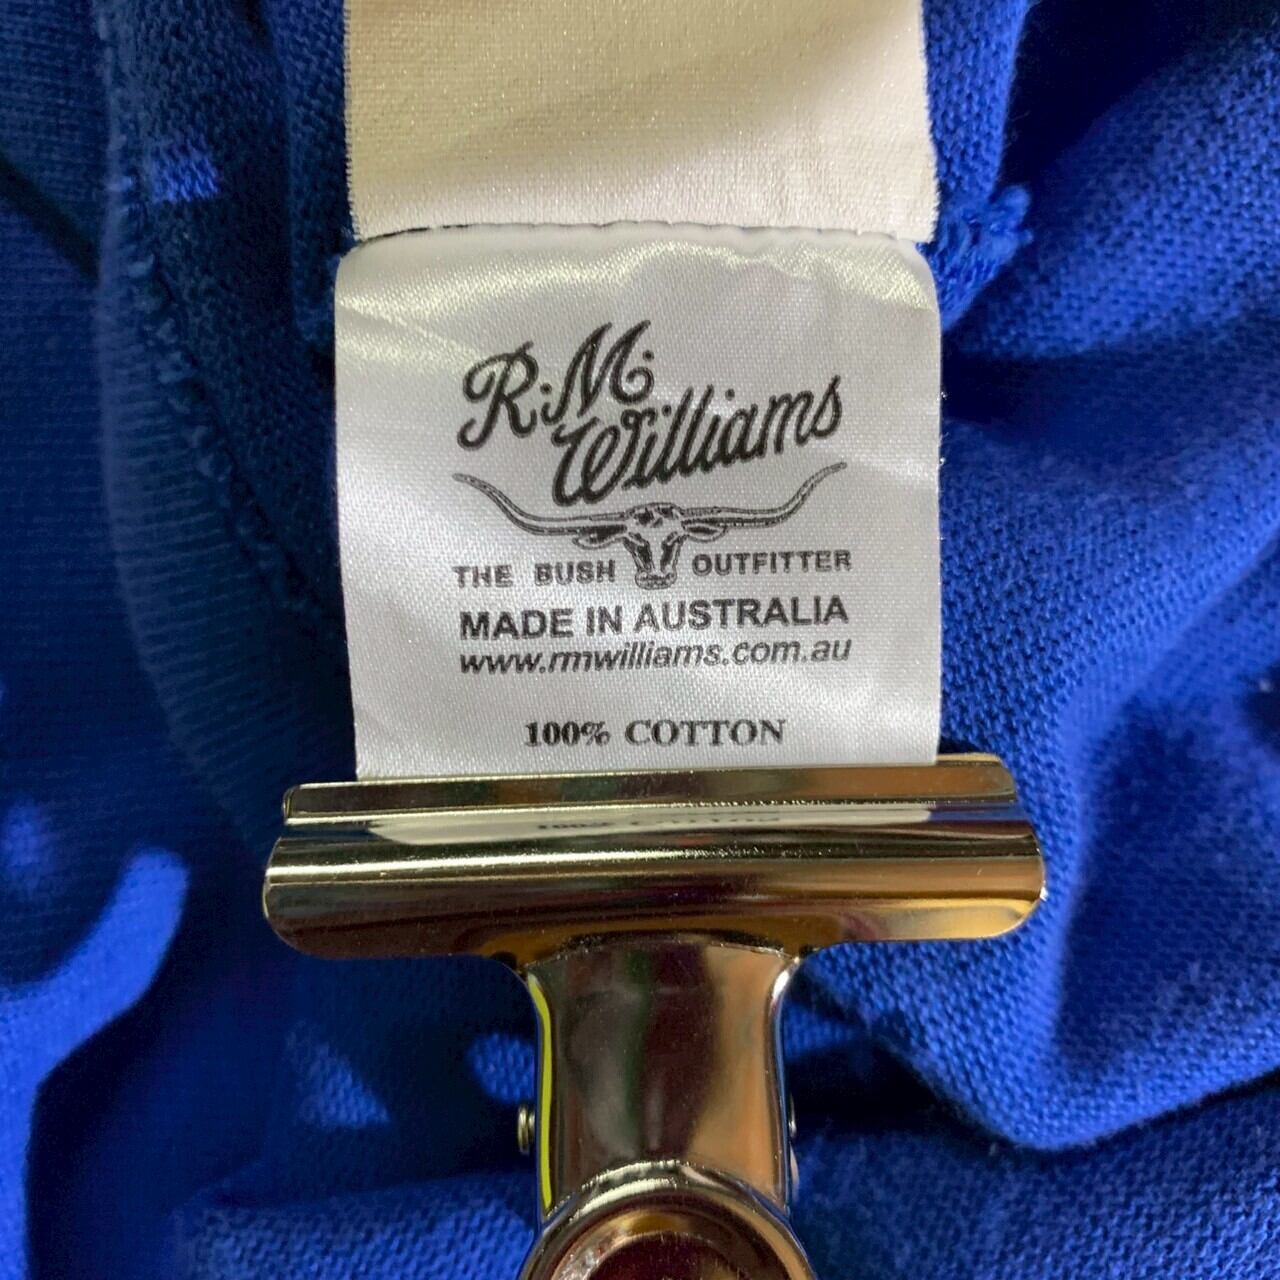 R.M.
Williams
THE BUSH OUTFITTER
MADE IN AUSTRALIA
www.rmwilliams.com.au
100% COTTON